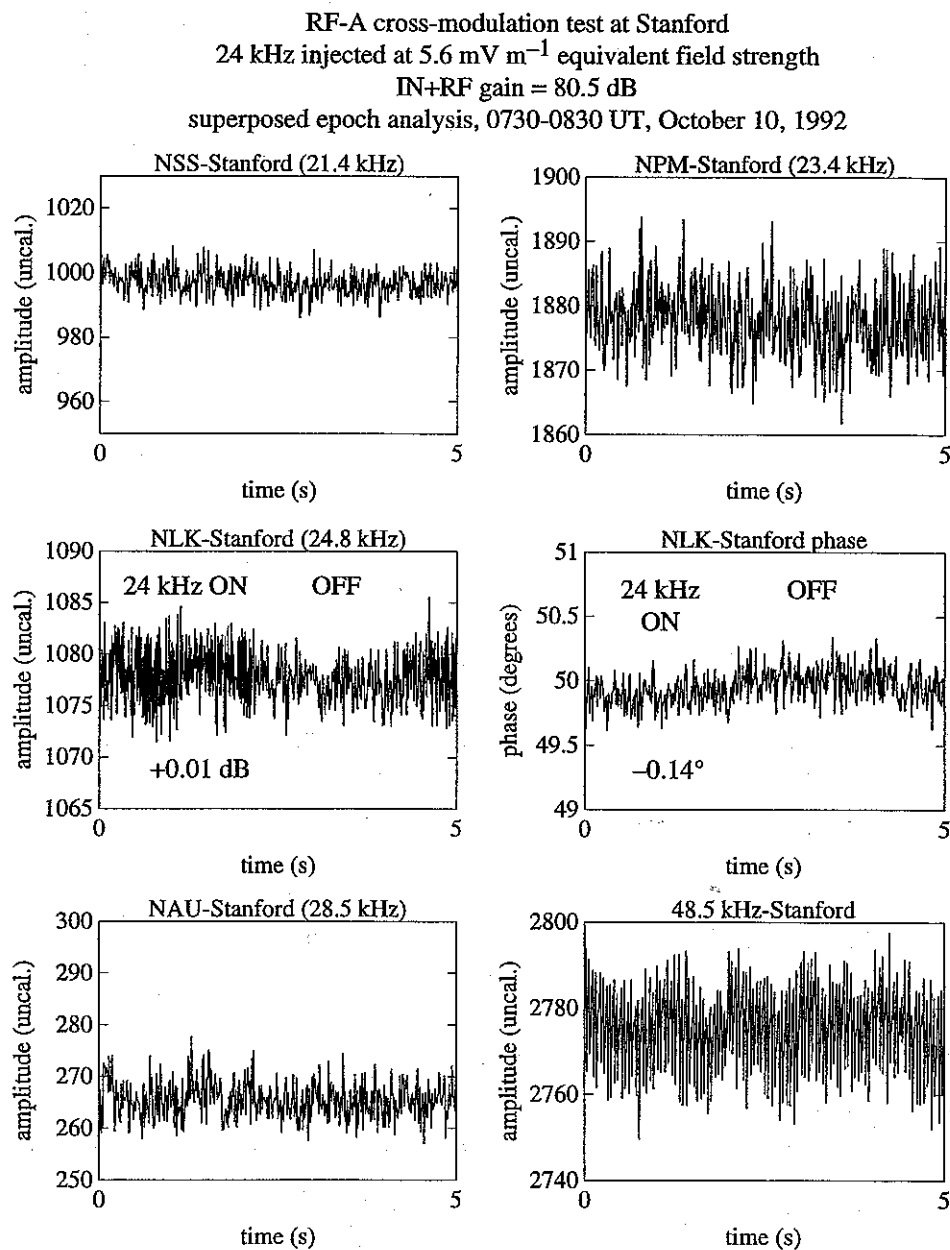 RF-A cross-modulation test at Stanford
24 kHz injected at 5.6 mV m⁻¹ equivalent field strength
IN+RF gain = 80.5 dB
superposed epoch analysis, 0730-0830 UT, October 10, 1992
NSS-Stanford (21.4 kHz)
1020
1000
980
960
amplitude (uncal.)
0
5
time (s)
NPM-Stanford (23.4 kHz)
1900
1890
1880
1870
1860
amplitude (uncal.)
0
5
time (s)
NLK-Stanford (24.8 kHz)
1090
1085
1080
1075
1070
1065
amplitude (uncal.)
24 kHz ON
OFF
+0.01 dB
0
5
time (s)
NLK-Stanford phase
51
50.5
50
49.5
49
phase (degrees)
24 kHz
ON
OFF
–0.14°
0
5
time (s)
NAU-Stanford (28.5 kHz)
300
290
280
270
260
250
amplitude (uncal.)
0
5
time (s)
48.5 kHz-Stanford
2800
2780
2760
2740
amplitude (uncal.)
0
5
time (s)